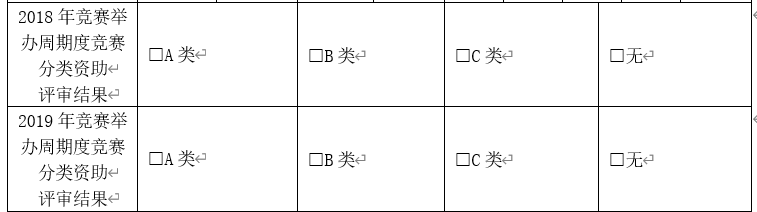 2018 年竞赛举
办周期度竞赛
分类资助
评审结果
□A 类
□B 类
□C 类
□无
2019 年竞赛举
办周期度竞赛
分类资助
评审结果
□A 类
□B 类
□C 类
□无